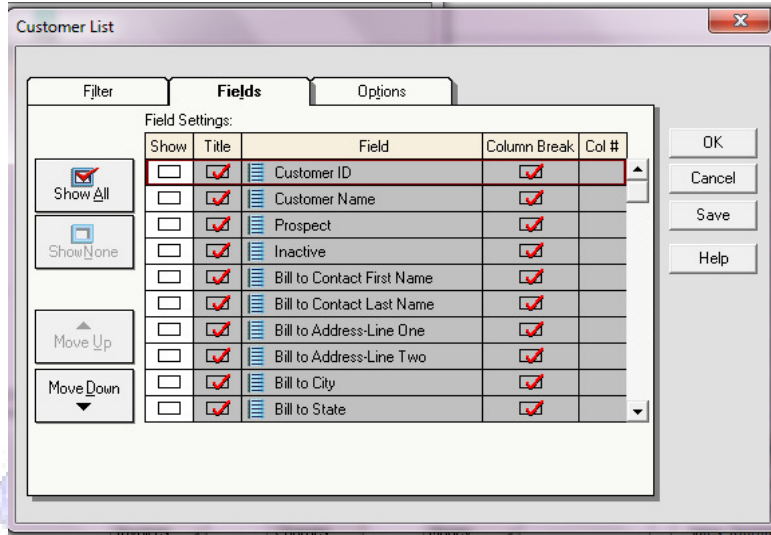 Customer List
Filter Fields Options
Field Settings:
Show Title Field Column Break Col #
Customer ID
Customer Name
Prospect
Inactive
Bill to Contact First Name
Bill to Contact Last Name
Bill to Address-Line One
Bill to Address-Line Two
Bill to City
Bill to State
Show All
Show None
Move Up
Move Down
OK
Cancel
Save
Help